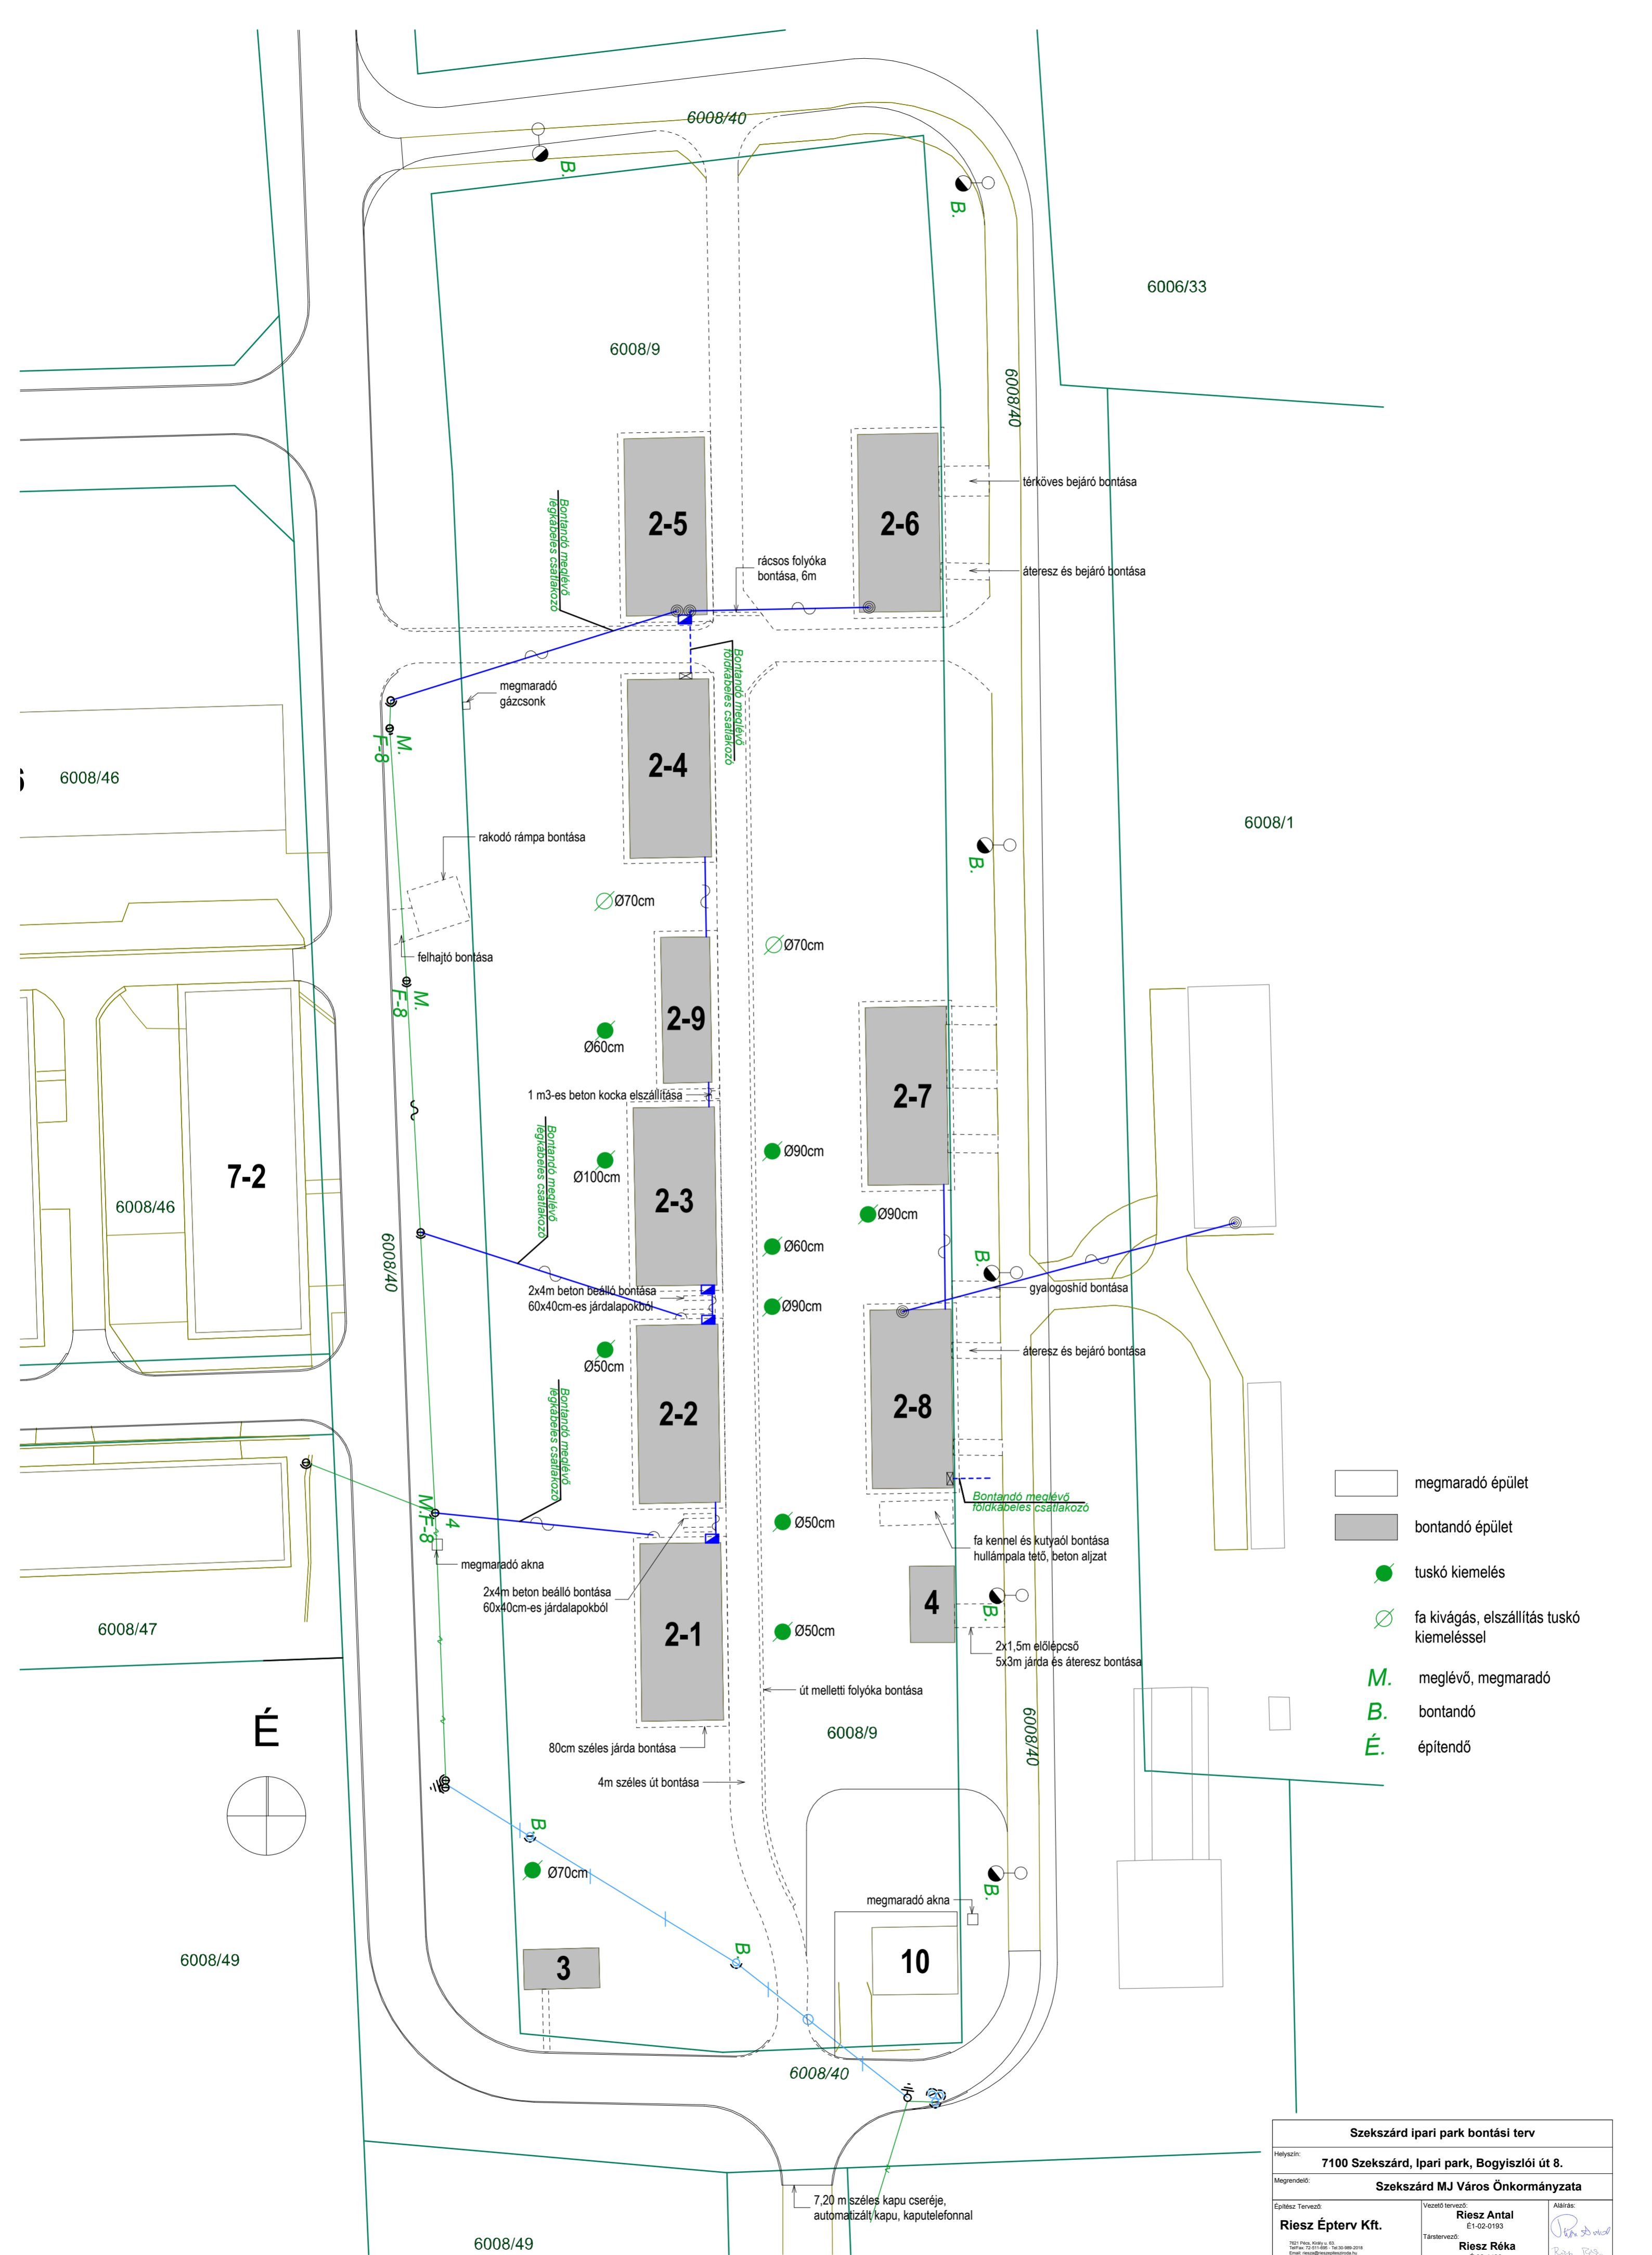 6008/40
B.
B.
6006/33
6008/9
6008/40
2-5
2-6
térköves bejáró bontása
Bontandó meglévő
légkábeles csatlakozó
rácsos folyóka
bontása, 6m
áteresz és bejáró bontása
Bontandó meglévő
földkábeles csatlakozó
megmaradó
gázcsonk
M.
F-8
6008/46
2-4
6008/1
rakodó rámpa bontása
B.
Ø70cm
Ø70cm
felhajtó bontása
M.
F-8
2-9
Ø60cm
2-7
1 m3-es beton kocka elszállítása
Bontandó meglévő
légkábeles csatlakozó
Ø90cm
7-2
Ø100cm
6008/46
2-3
Ø90cm
6008/40
Ø60cm
B.
gyalogoshíd bontása
2x4m beton beálló bontása
60x40cm-es járdalapokból
Ø90cm
áteresz és bejáró bontása
Ø50cm
Bontandó meglévő
légkábeles csatlakozó
2-2
2-8
megmaradó épület
Bontandó meglévő
földkábeles csatlakozó
M.F-8
4
Ø50cm
bontandó épület
fa kennel és kutyaól bontása
hullámpala tető, beton aljzat
megmaradó akna
tuskó kiemelés
2x4m beton beálló bontása
60x40cm-es járdalapokból
4
B.
fa kivágás, elszállítás tuskó
kiemeléssel
6008/47
2-1
Ø50cm
2x1,5m előlépcső
5x3m járda és áteresz bontása
M. meglévő, megmaradó
út melletti folyóka bontása
B. bontandó
É
6008/9
6008/40
É. építendő
80cm széles járda bontása
4m széles út bontása
B.
Ø70cm
B.
megmaradó akna
6008/49
B.
3
10
6008/40
Szekszárd ipari park bontási terv
Helyszín:
7100 Szekszárd, Ipari park, Bogyiszlói út 8.
Megrendelő:
Szekszárd MJ Város Önkormányzata
7,20 m széles kapu cseréje,
automatizált kapu, kaputelefonnal
Építész Tervező:
Riesz Épterv Kft.
7621 Pécs, Király u. 63.
Vezető tervező:
Riesz Antal
É1-02-0193
Társtervező:
Riesz Réka
Aláírás:
6008/49